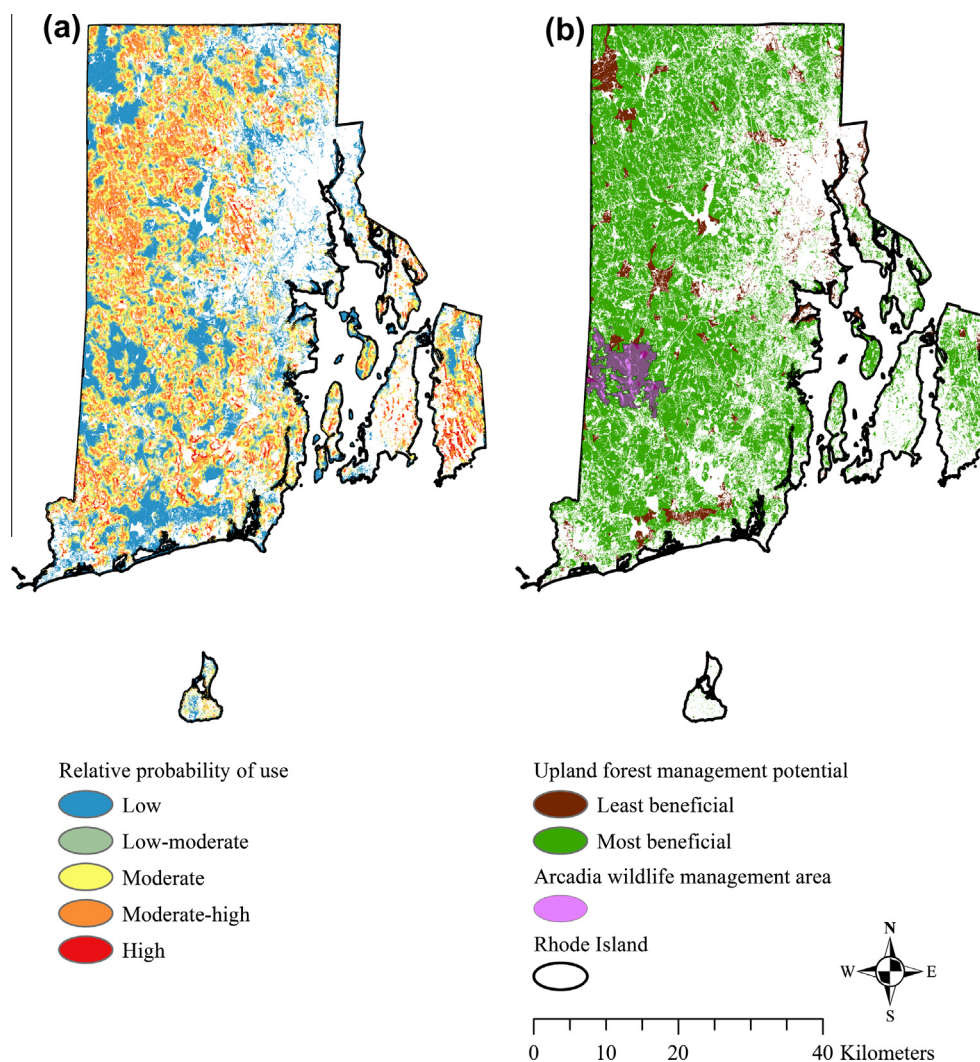 (a)
(b)
Relative probability of use
Low
Low-moderate
Moderate
Moderate-high
High
Upland forest management potential
Least beneficial
Most beneficial
Arcadia wildlife management area
Rhode Island
N
W
E
S
0 10 20 40 Kilometers